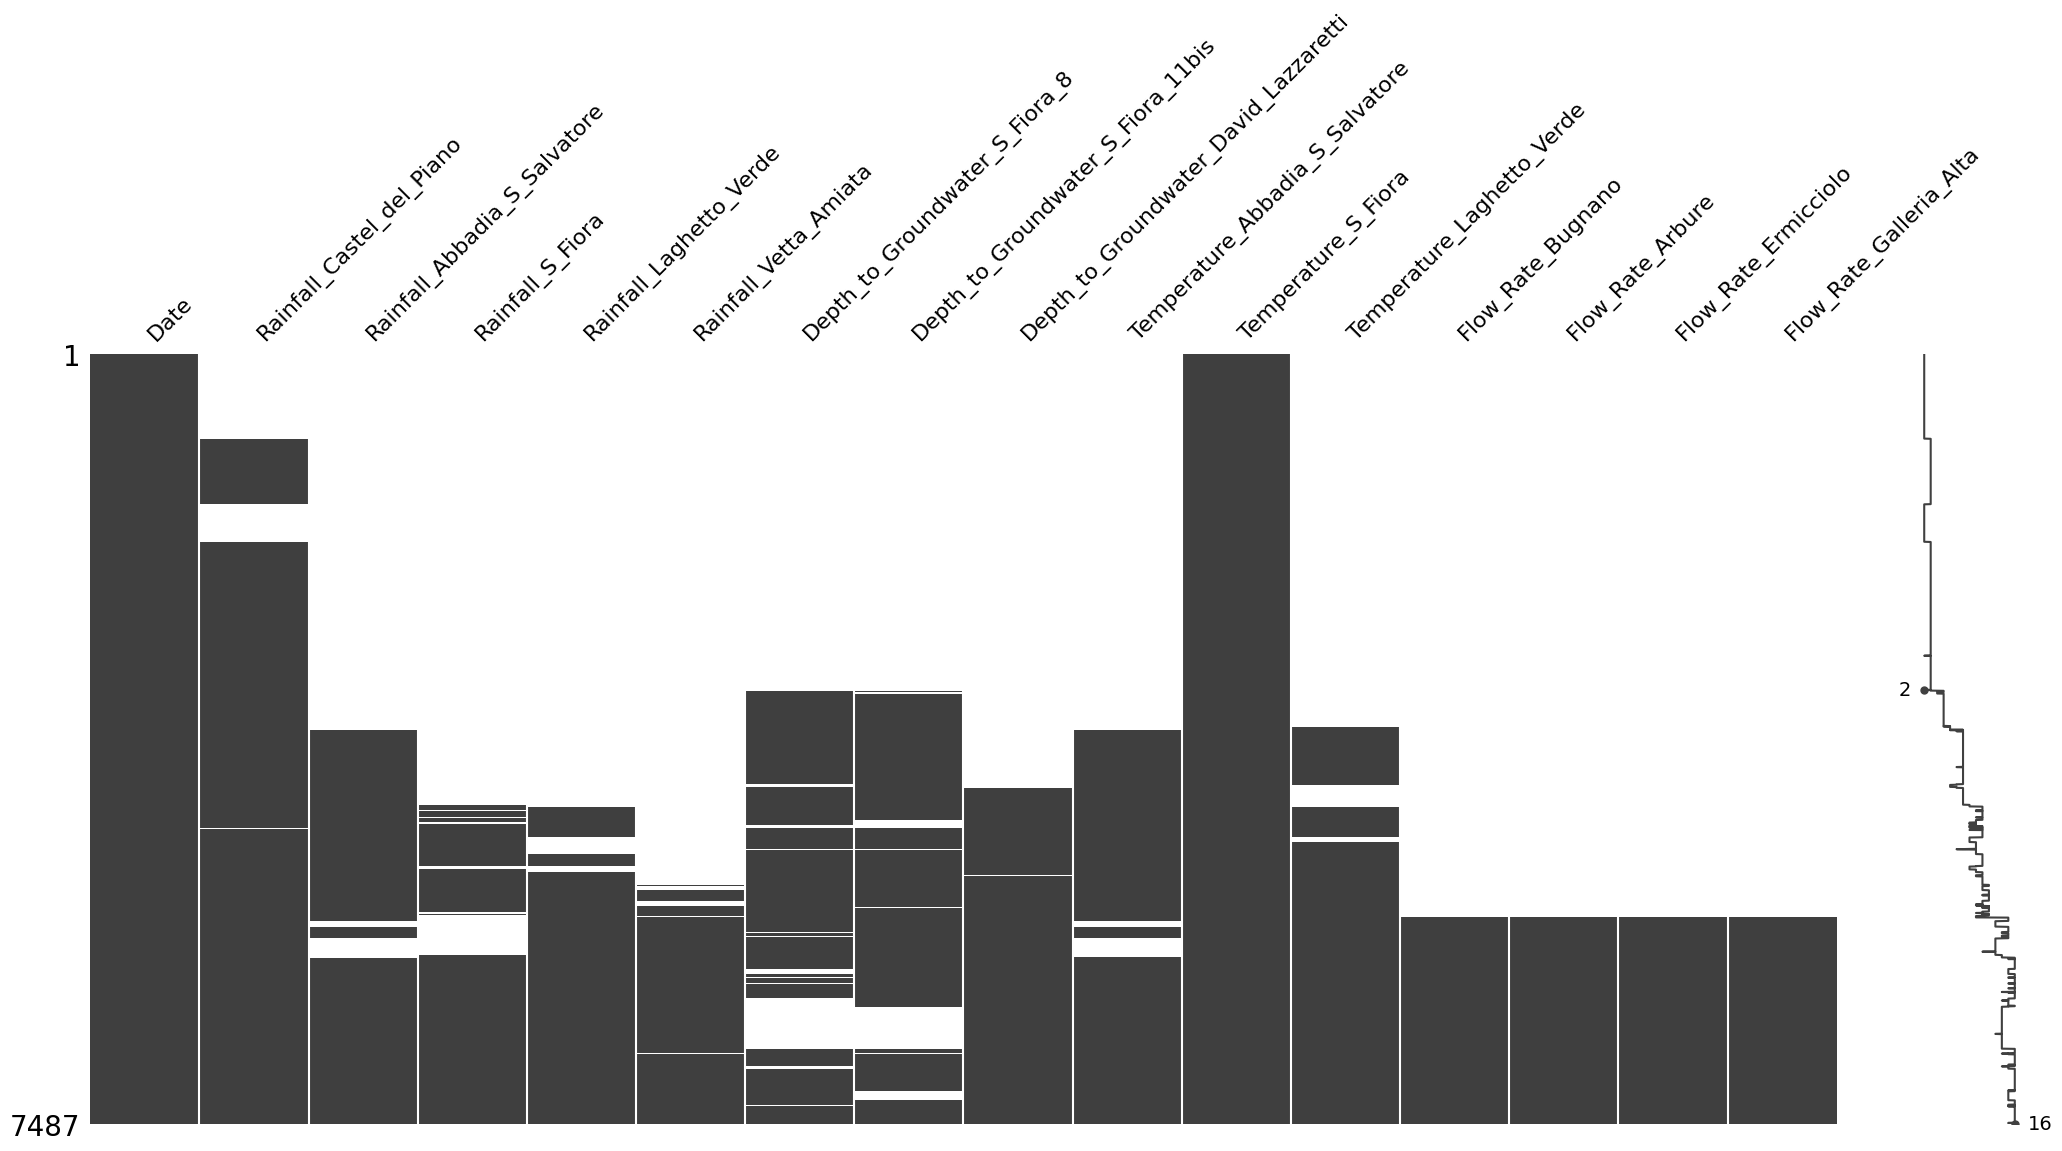 Date
Rainfall_Castel_del_Piano
Rainfall_Abbadia_S_Salvatore
Rainfall_S_Fiora
Rainfall_Laghetto_Verde
Rainfall_Vetta_Amiata
Depth_to_Groundwater_S_Fiora_8
Depth_to_Groundwater_S_Fiora_11bis
Depth_to_Groundwater_David_Lazzaretti
Temperature_Abbadia_S_Salvatore
Temperature_S_Fiora
Temperature_Laghetto_Verde
Flow_Rate_Bugnano
Flow_Rate_Arbure
Flow_Rate_Ermicciolo
Flow_Rate_Galleria_Alta
1
2
7487
16